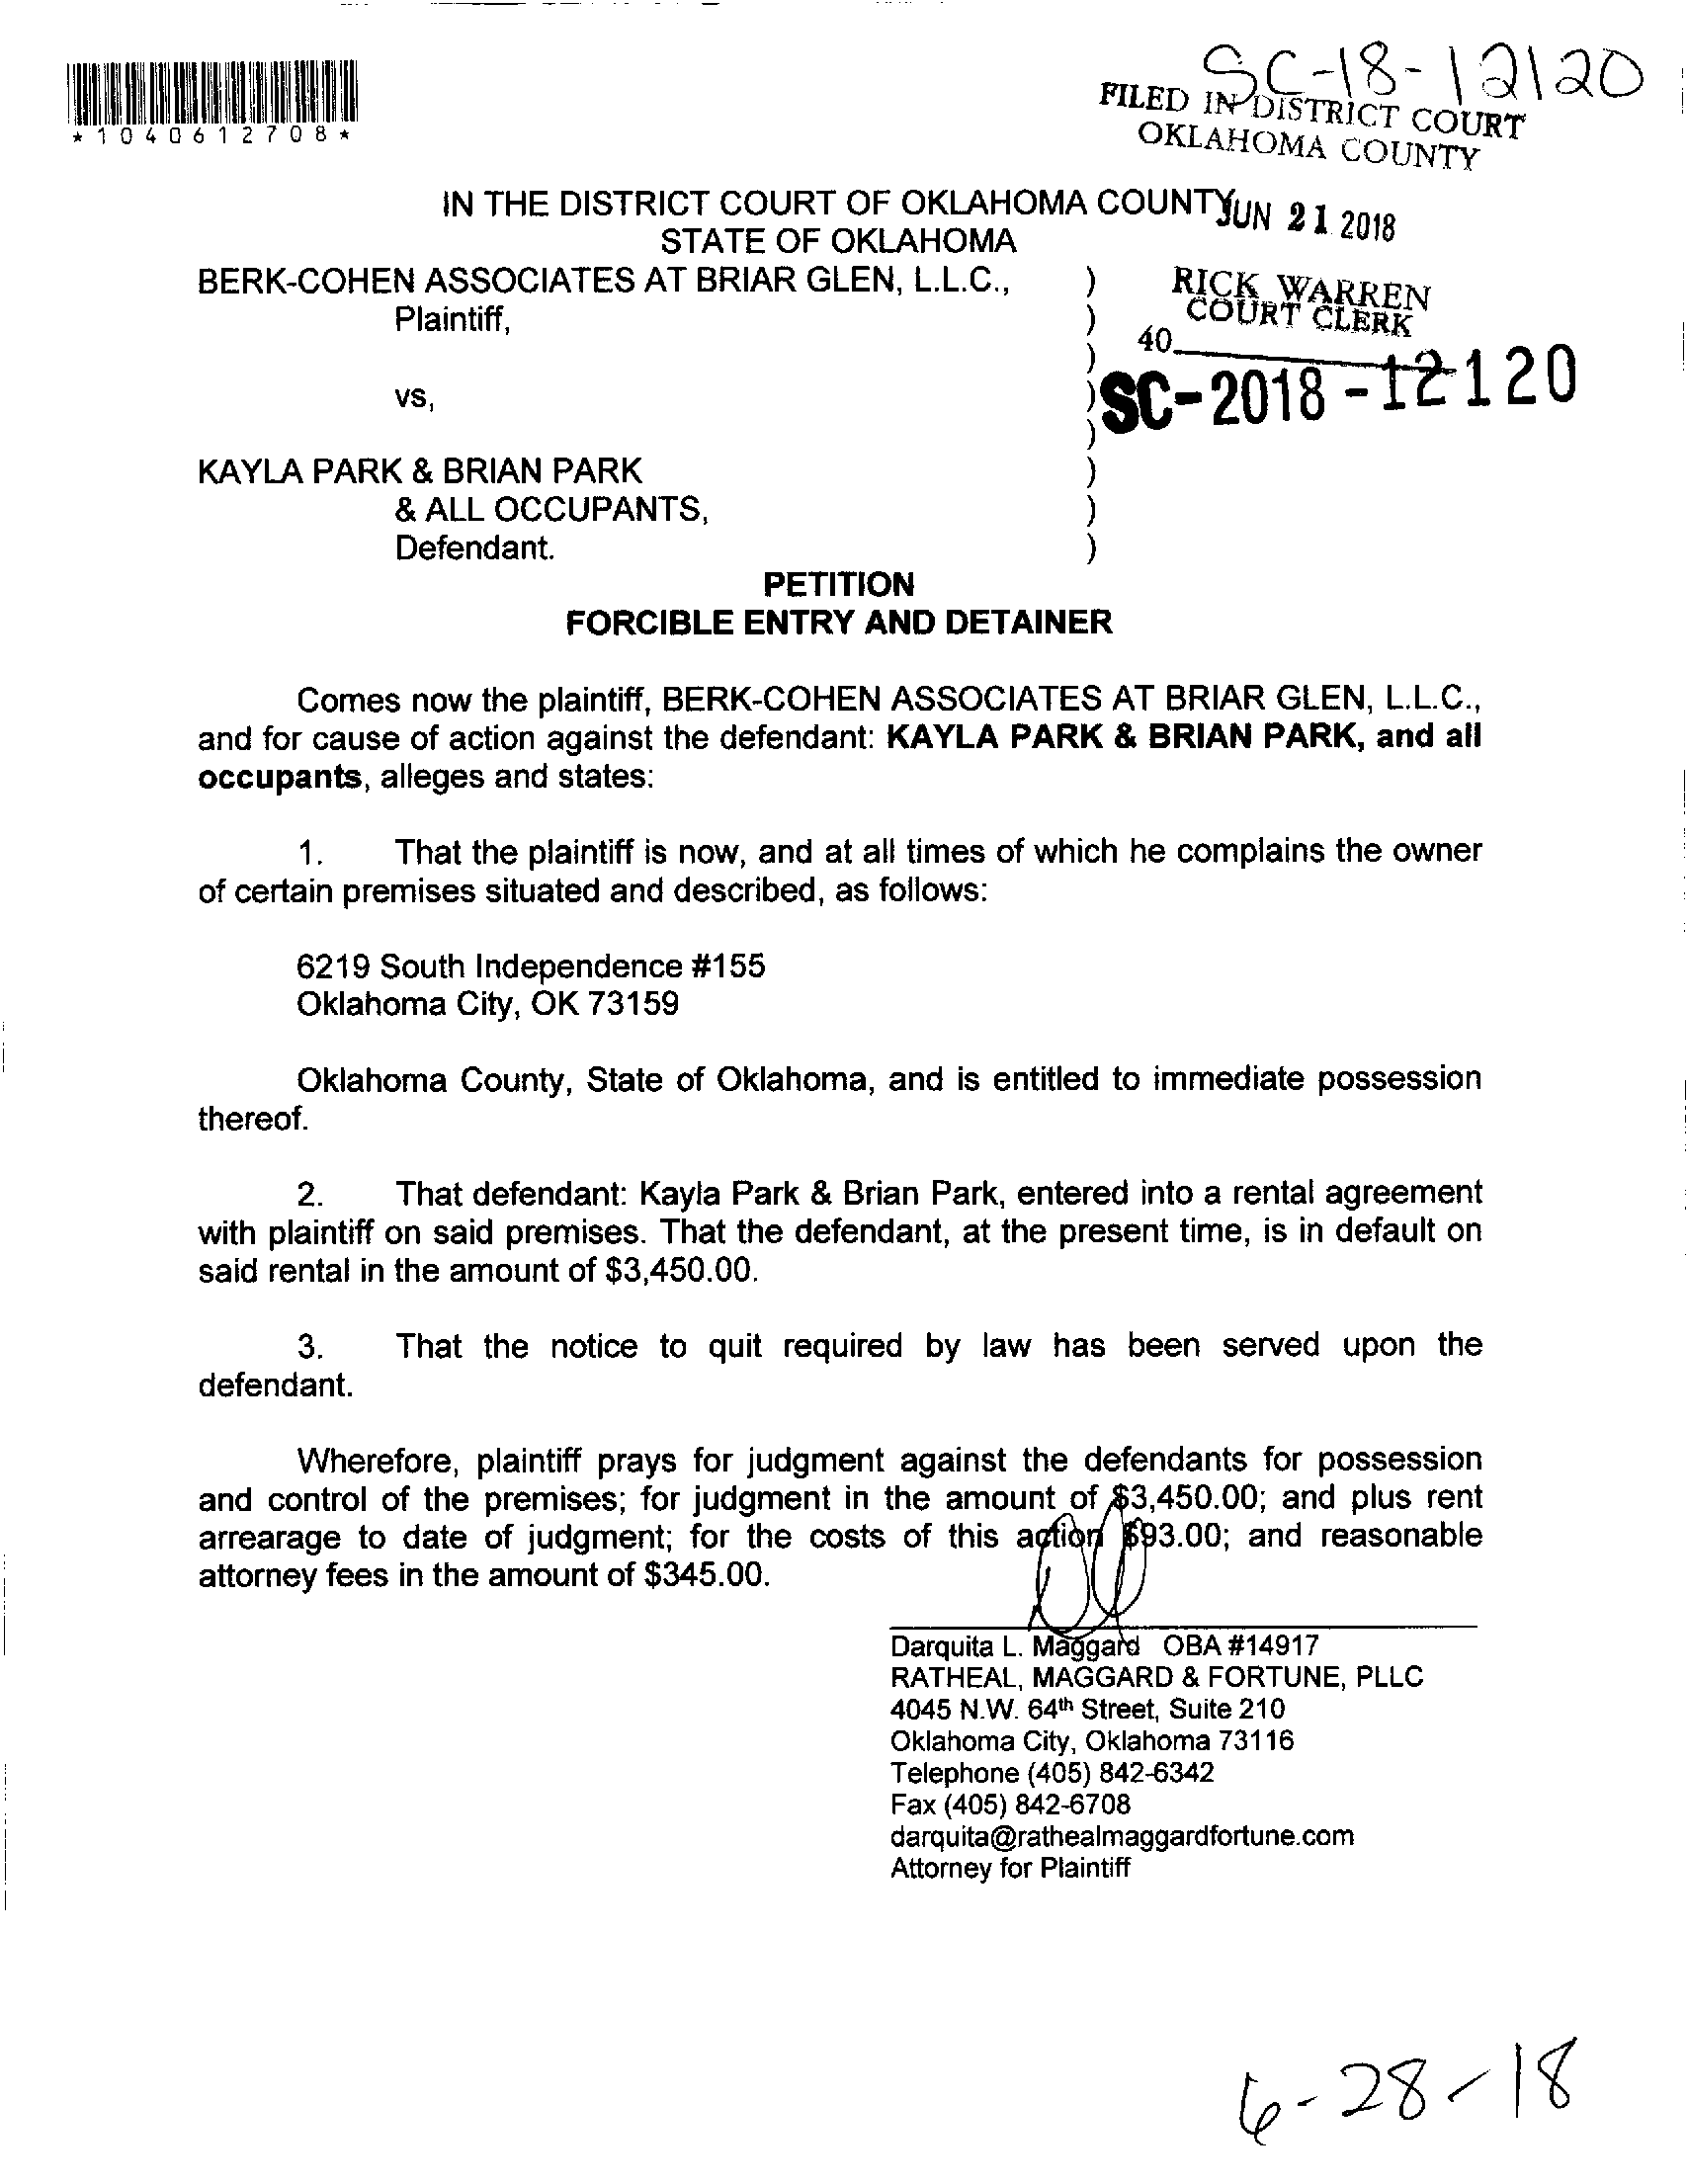 SC-18-12120
*1040612708*
FILED IN DISTRICT COURT
OKLAHOMA COUNTY
IN THE DISTRICT COURT OF OKLAHOMA COUNTY
JUN 21 2018
STATE OF OKLAHOMA
BERK-COHEN ASSOCIATES AT BRIAR GLEN, L.L.C., )
RICK WARREN
COURT CLERK
Plaintiff, )
40
)
vs, )
SC-2018-12120
)
KAYLA PARK & BRIAN PARK )
& ALL OCCUPANTS, )
Defendant. )
PETITION
FORCIBLE ENTRY AND DETAINER
Comes now the plaintiff, BERK-COHEN ASSOCIATES AT BRIAR GLEN, L.L.C.,
and for cause of action against the defendant: KAYLA PARK & BRIAN PARK, and all
occupants, alleges and states:
1. That the plaintiff is now, and at all times of which he complains the owner
of certain premises situated and described, as follows:
6219 South Independence #155
Oklahoma City, OK 73159
Oklahoma County, State of Oklahoma, and is entitled to immediate possession
thereof.
2. That defendant: Kayla Park & Brian Park, entered into a rental agreement
with plaintiff on said premises. That the defendant, at the present time, is in default on
said rental in the amount of $3,450.00.
3. That the notice to quit required by law has been served upon the
defendant.
Wherefore, plaintiff prays for judgment against the defendants for possession
and control of the premises; for judgment in the amount of $3,450.00; and plus rent
arrearage to date of judgment; for the costs of this action $93.00; and reasonable
attorney fees in the amount of $345.00.
Darquita L. Maggard OBA #14917
RATHEAL, MAGGARD & FORTUNE, PLLC
4045 N.W. 64th Street, Suite 210
Oklahoma City, Oklahoma 73116
Telephone (405) 842-6342
Fax (405) 842-6708
darquita@rathealmaggardfortune.com
Attorney for Plaintiff
6-28-18